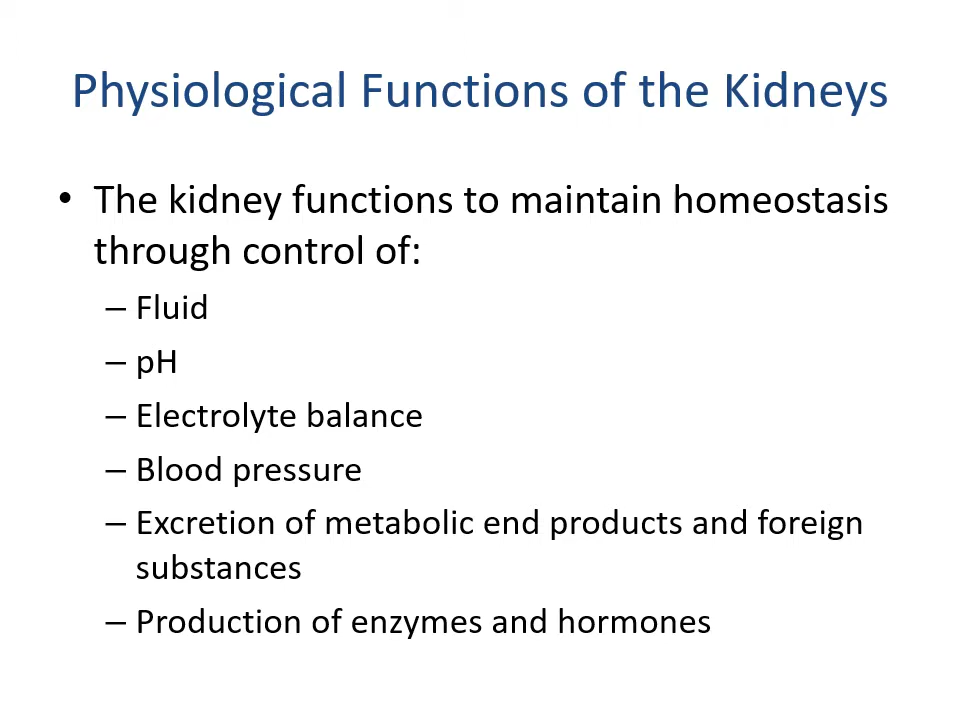 Physiological Functions of the Kidneys
• The kidney functions to maintain homeostasis
through control of:
– Fluid
– pH
– Electrolyte balance
– Blood pressure
– Excretion of metabolic end products and foreign
substances
– Production of enzymes and hormones